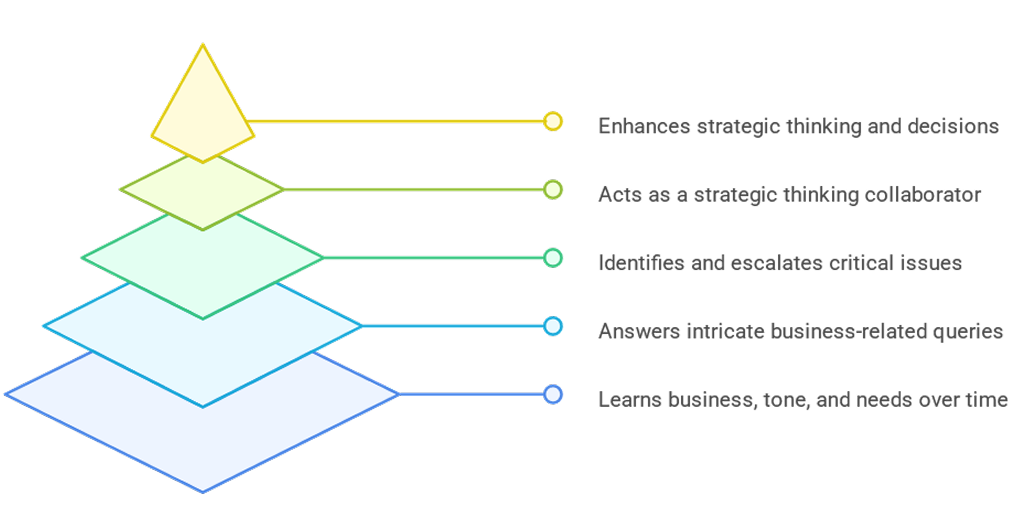 Enhances strategic thinking and decisions
Acts as a strategic thinking collaborator
Identifies and escalates critical issues
Answers intricate business-related queries
Learns business, tone, and needs over time